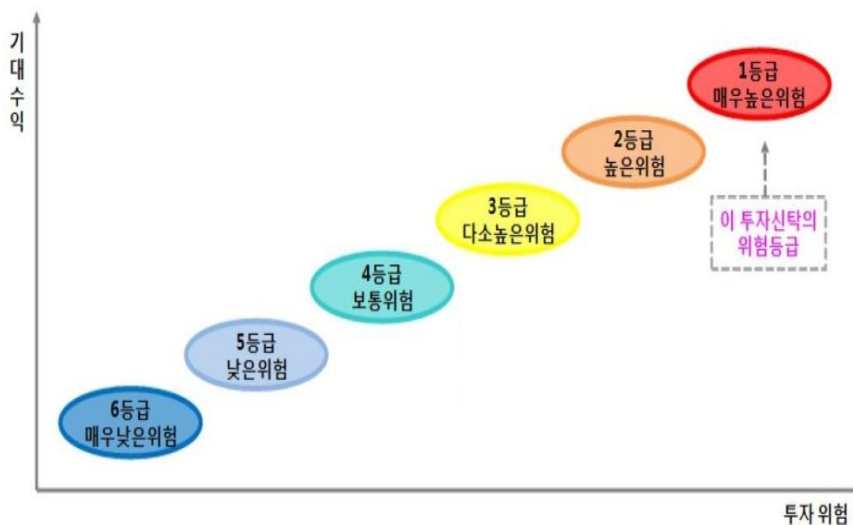 기대수익
1등급
매우높은위험
2등급
높은위험
이 투자신탁의
위험등급
3등급
다소높은위험
4등급
보통위험
5등급
낮은위험
6등급
매우낮은위험
투자 위험